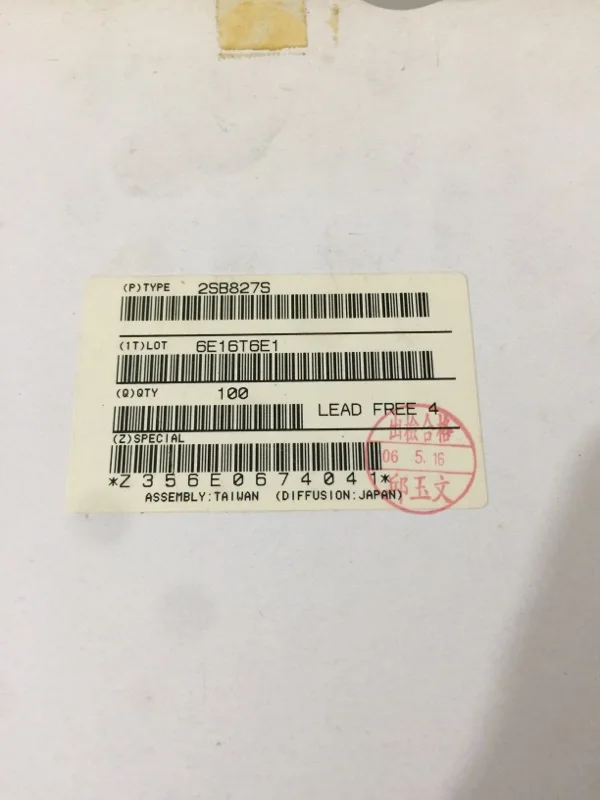 (P)TYPE 2SB827S
(1T)LOT 6E16T6E1
(Q)QTY 100
LEAD FREE 4
(Z)SPECIAL
*Z356E0674041*
ASSEMBLY:TAIWAN (DIFFUSION:JAPAN)
出檢合格
06 5.16
邱玉文